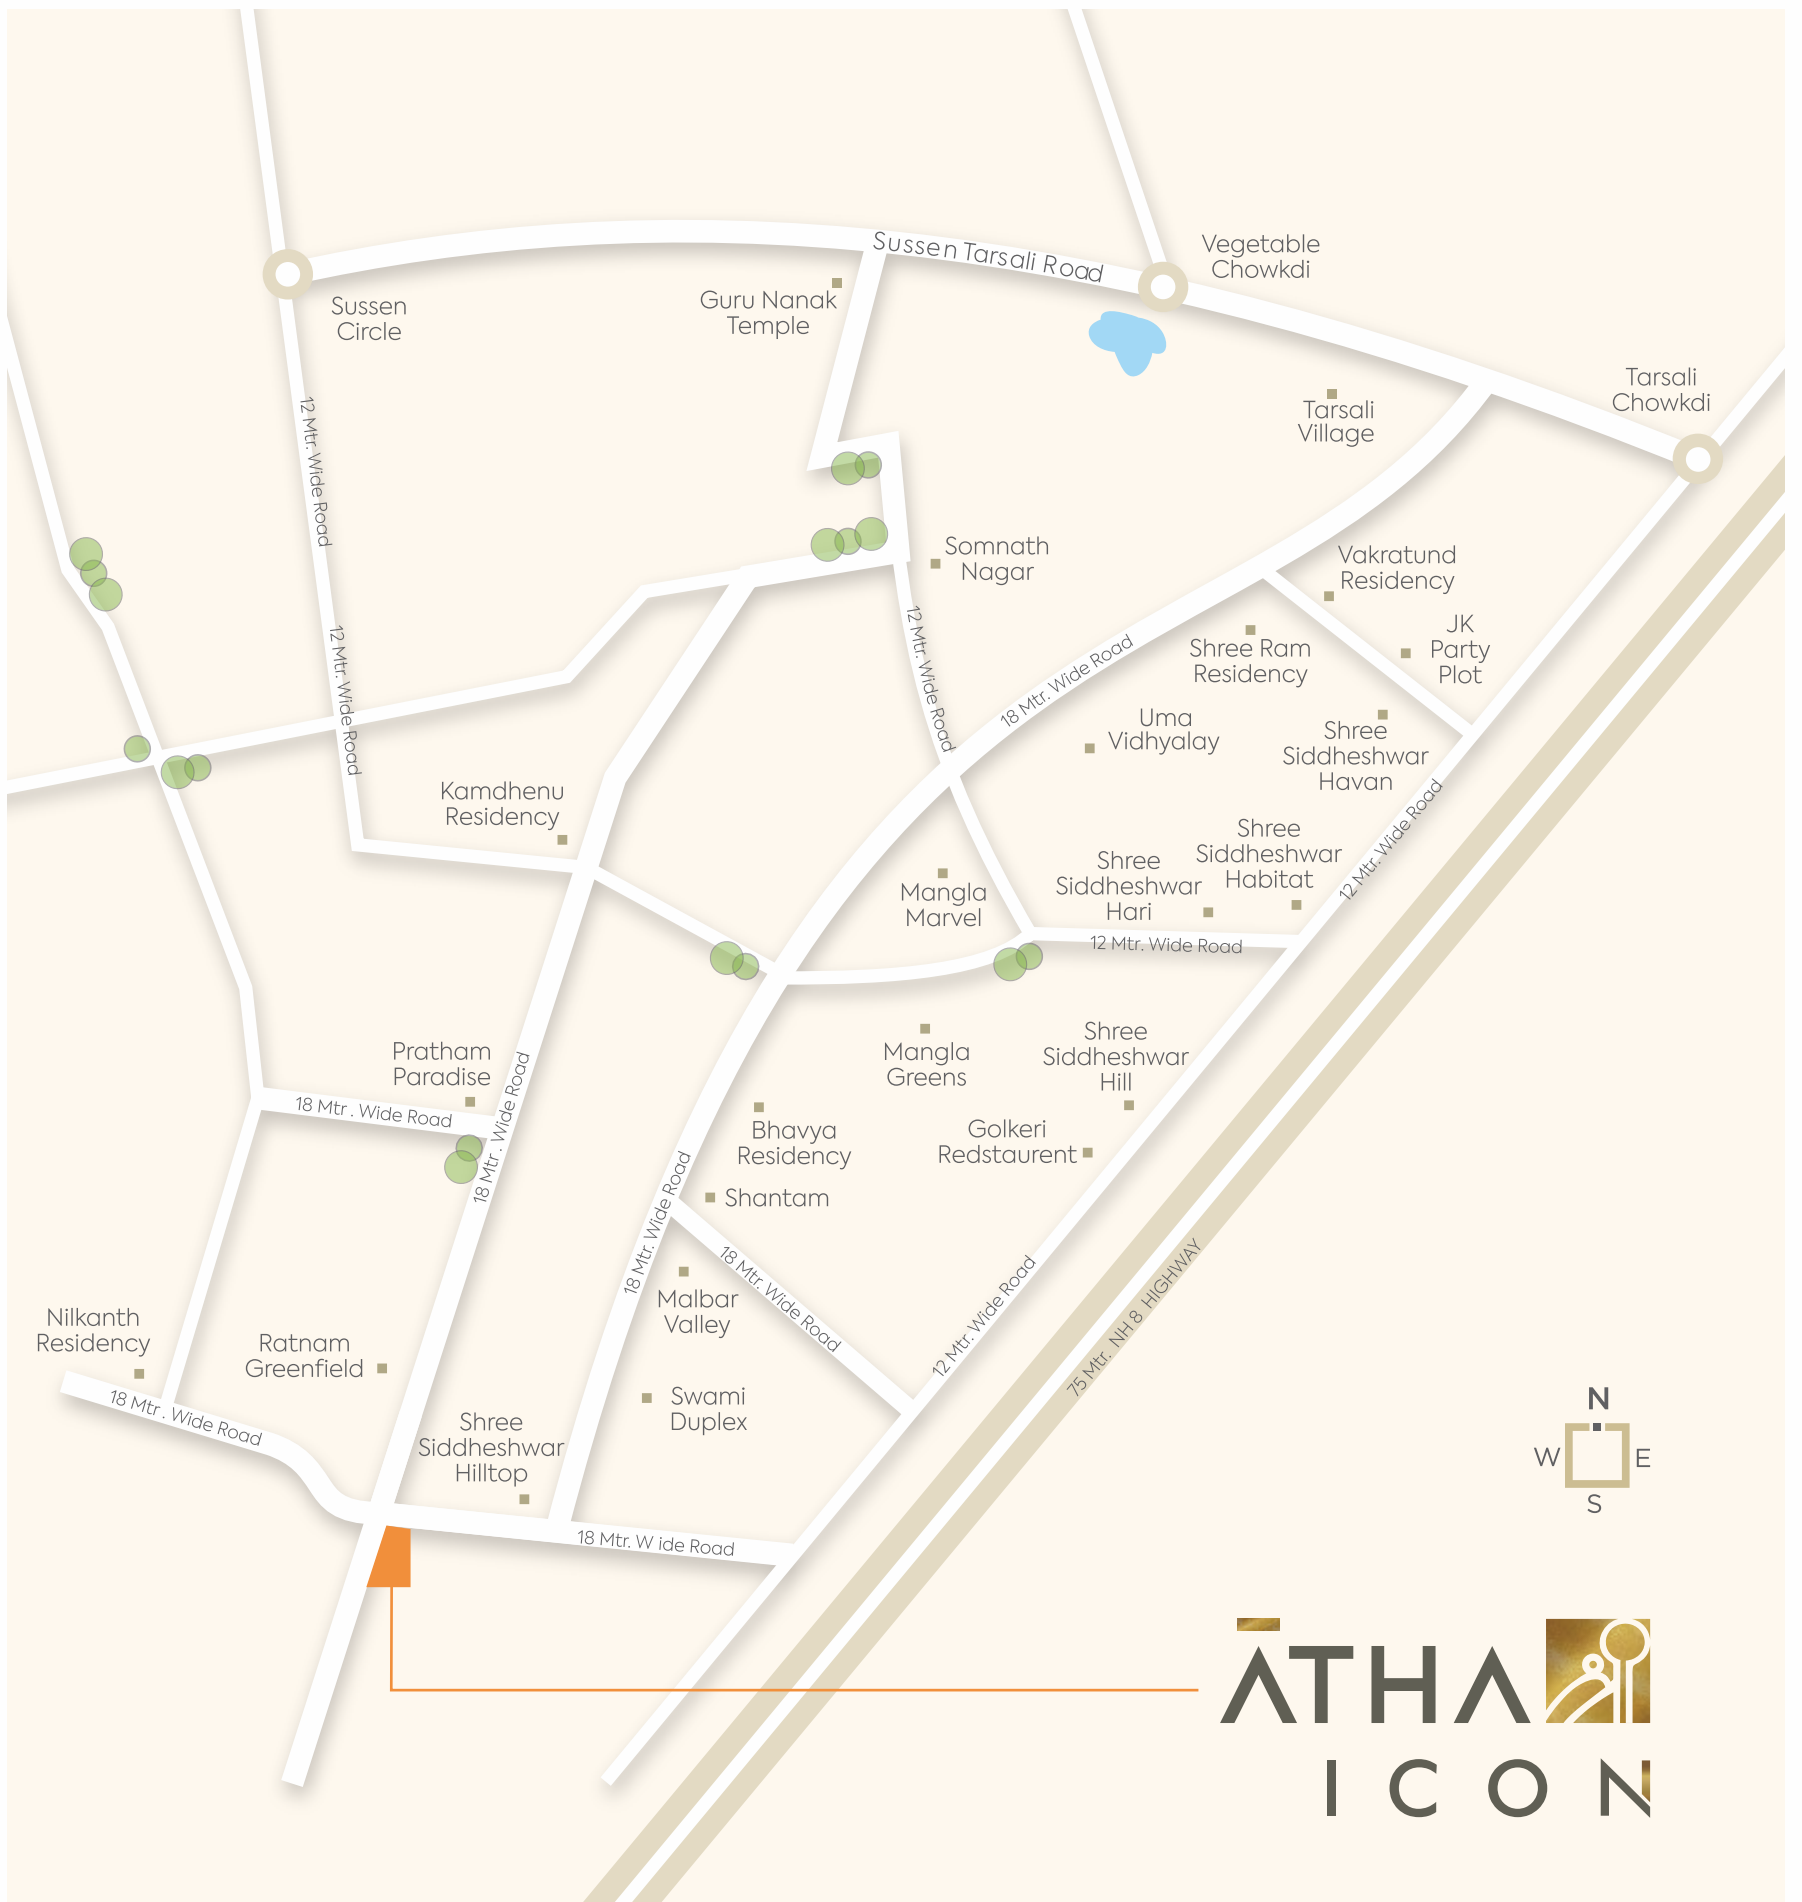 Sussen Tarsali Road
Vegetable
Chowkdi
Sussen
Circle
Guru Nanak
Temple
Tarsali
Chowkdi
Tarsali
Village
12 Mtr. Wide Road
Somnath
Nagar
Vakratund
Residency
12 Mtr. Wide Road
12 Mtr. Wide Road
18 Mtr. Wide Road
Shree Ram
Residency
JK
Party
Plot
Uma
Vidhyalay
Shree
Siddheshwar
Havan
Kamdhenu
Residency
12 Mtr. Wide Road
Shree
Siddheshwar
Habitat
Shree
Siddheshwar
Hari
Mangla
Marvel
12 Mtr. Wide Road
Pratham
Paradise
18 Mtr. Wide Road
18 Mtr. Wide Road
Mangla
Greens
Shree
Siddheshwar
Hill
Bhavya
Residency
Golkeri
Redstaurent
Shantam
18 Mtr. Wide Road
18 Mtr. Wide Road
12 Mtr. Wide Road
75 Mtr. NH 8 HIGHWAY
Malbar
Valley
Nilkanth
Residency
Ratnam
Greenfield
18 Mtr. Wide Road
Swami
Duplex
Shree
Siddheshwar
Hilltop
18 Mtr. W ide Road
N
W
E
S
ĀTHA
ICON